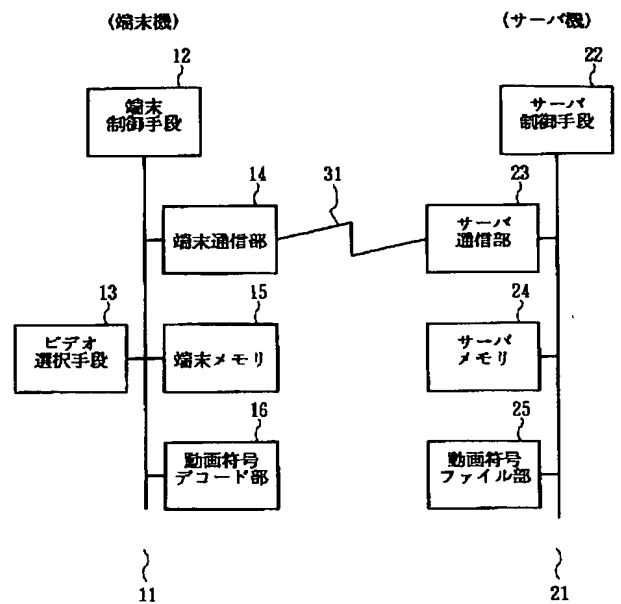 (端末機)
(サーバ機)
12
22
端末
制御手段
サーバ
制御手段
14
31
23
端末通信部
サーバ
通信部
13
15
24
ビデオ
選択手段
端末メモリ
サーバ
メモリ
16
25
動画符号
デコード部
動画符号
ファイル部
11
21